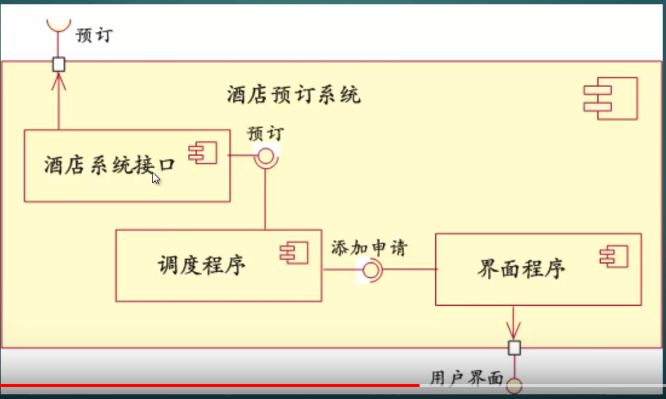 预订
酒店预订系统
预订
酒店系统接口
添加申请
调度程序
界面程序
用户界面